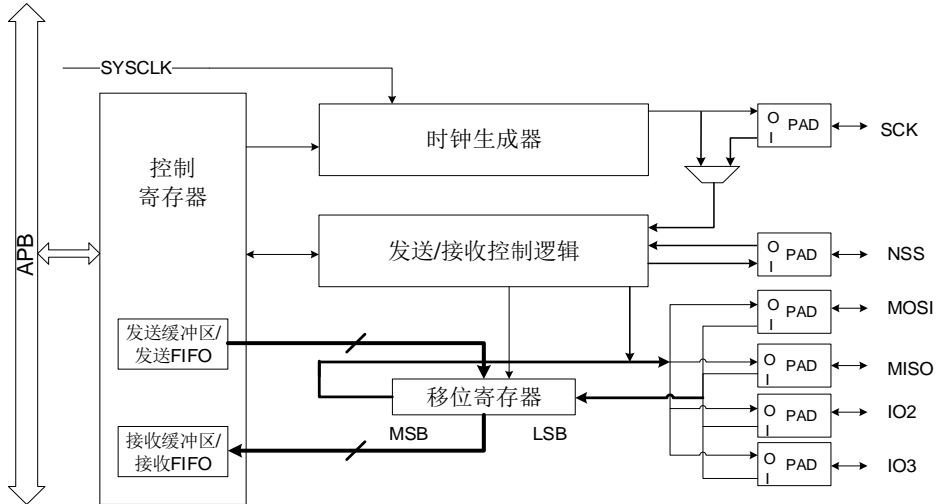 SYSCLK
APB
控制
寄存器
时钟生成器
O
I
PAD
SCK
发送/接收控制逻辑
O
I
PAD
NSS
O
I
PAD
MOSI
发送缓冲区/
发送FIFO
O
I
PAD
MISO
移位寄存器
MSB
LSB
O
I
PAD
IO2
接收缓冲区/
接收FIFO
O
I
PAD
IO3